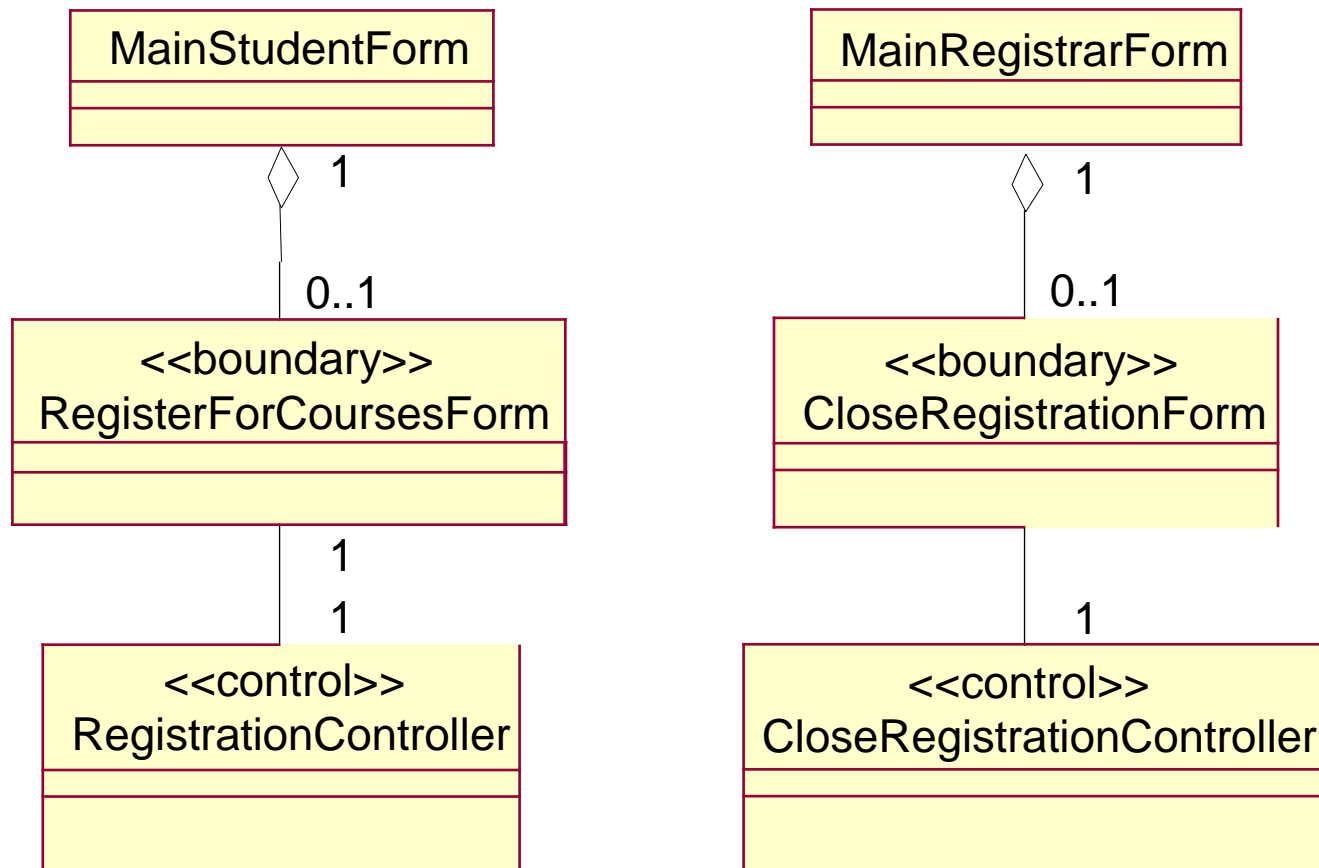 MainStudentForm
1
0..1
<<boundary>>
RegisterForCoursesForm
1
1
<<control>>
RegistrationController
MainRegistrarForm
1
0..1
<<boundary>>
CloseRegistrationForm
1
<<control>>
CloseRegistrationController